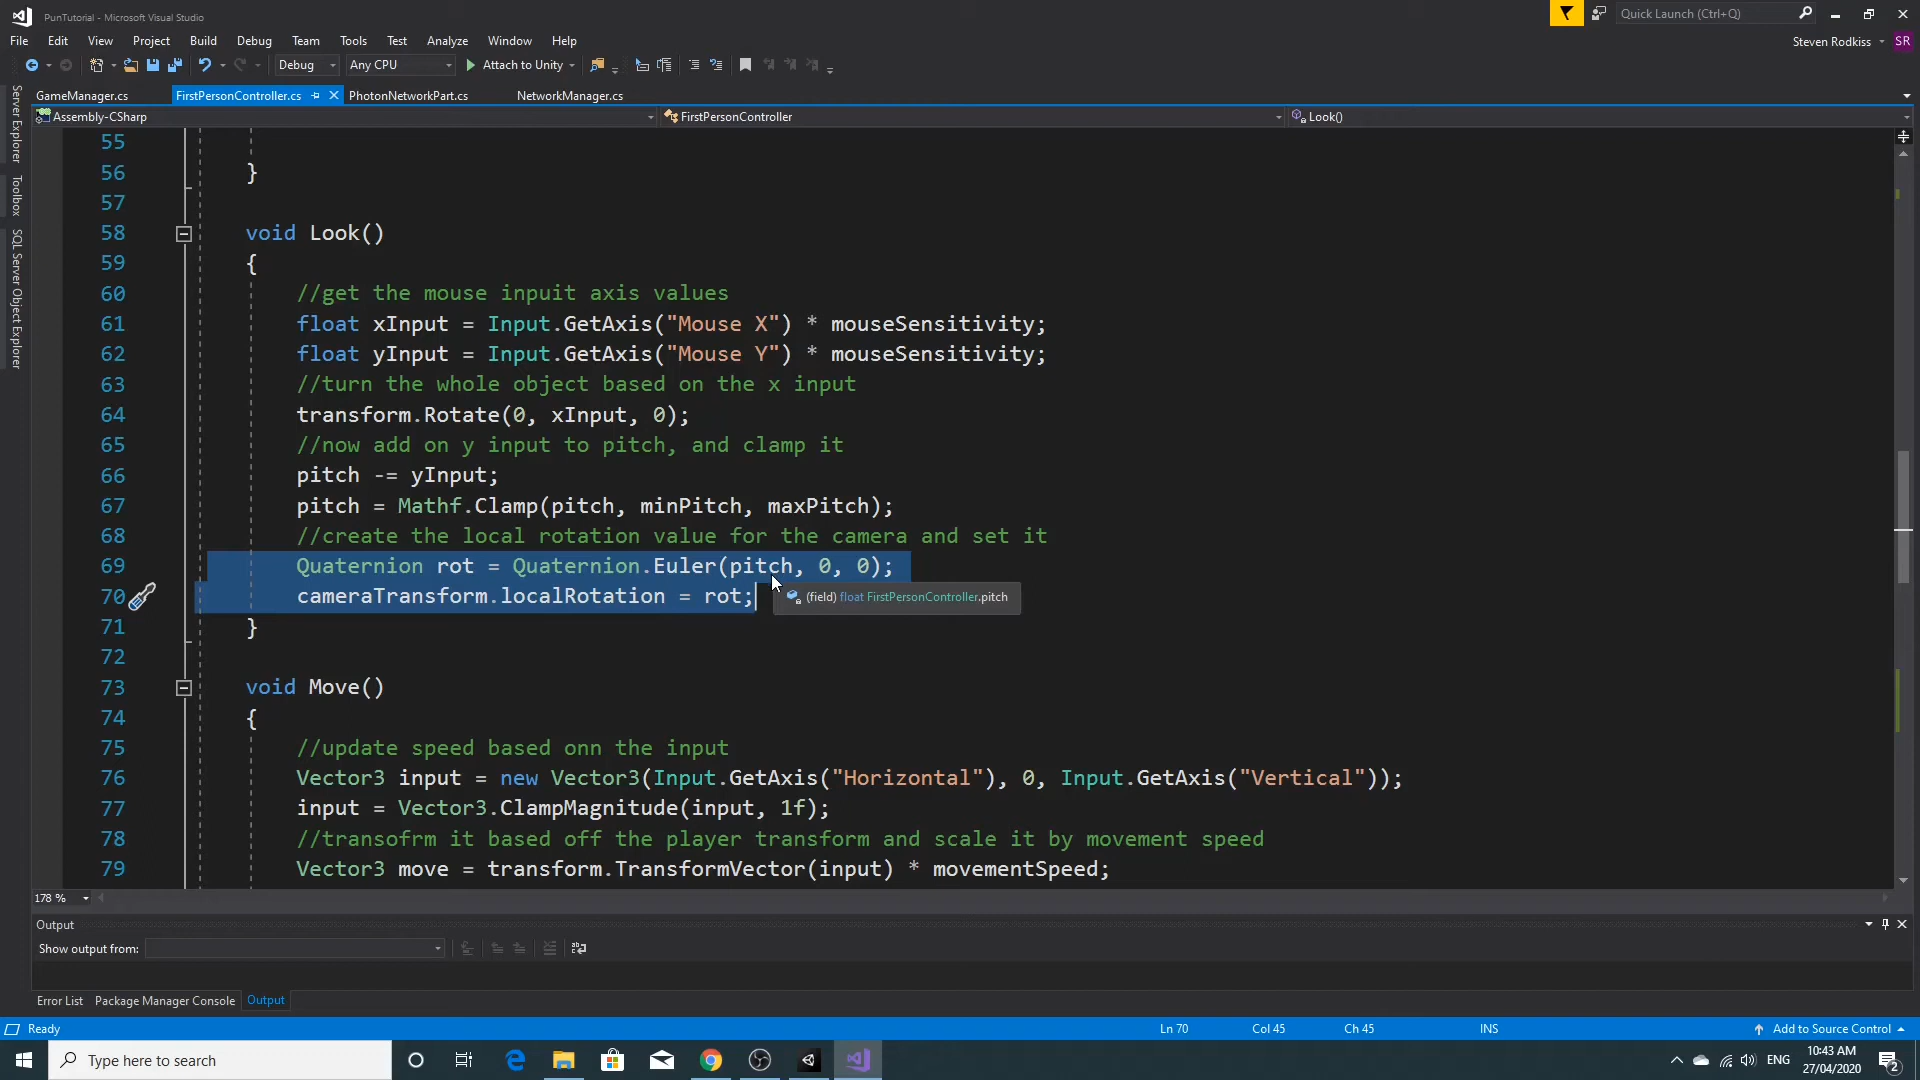 PunTutorial - Microsoft Visual Studio
Quick Launch (Ctrl+Q)
File Edit View Project Build Debug Team Tools Test Analyze Window Help
Steven Rodkiss SR
Debug Any CPU Attach to Unity
GameManager.cs FirstPersonController.cs PhotonNetworkPart.cs NetworkManager.cs
Assembly-CSharp FirstPersonController Look()
Server Explorer
Toolbox
SQL Server Object Explorer
55
56 }
57
58 void Look()
59 {
60 //get the mouse inpuit axis values
61 float xInput = Input.GetAxis("Mouse X") * mouseSensitivity;
62 float yInput = Input.GetAxis("Mouse Y") * mouseSensitivity;
63 //turn the whole object based on the x input
64 transform.Rotate(0, xInput, 0);
65 //now add on y input to pitch, and clamp it
66 pitch -= yInput;
67 pitch = Mathf.Clamp(pitch, minPitch, maxPitch);
68 //create the local rotation value for the camera and set it
69 Quaternion rot = Quaternion.Euler(pitch, 0, 0);
70 cameraTransform.localRotation = rot;
(field) float FirstPersonController.pitch
71 }
72
73 void Move()
74 {
75 //update speed based onn the input
76 Vector3 input = new Vector3(Input.GetAxis("Horizontal"), 0, Input.GetAxis("Vertical"));
77 input = Vector3.ClampMagnitude(input, 1f);
78 //transofrm it based off the player transform and scale it by movement speed
79 Vector3 move = transform.TransformVector(input) * movementSpeed;
178 %
Output
Show output from:
Error List Package Manager Console Output
Ready Ln 70 Col 45 Ch 45 INS Add to Source Control
Type here to search
ENG
10:43 AM
27/04/2020
2